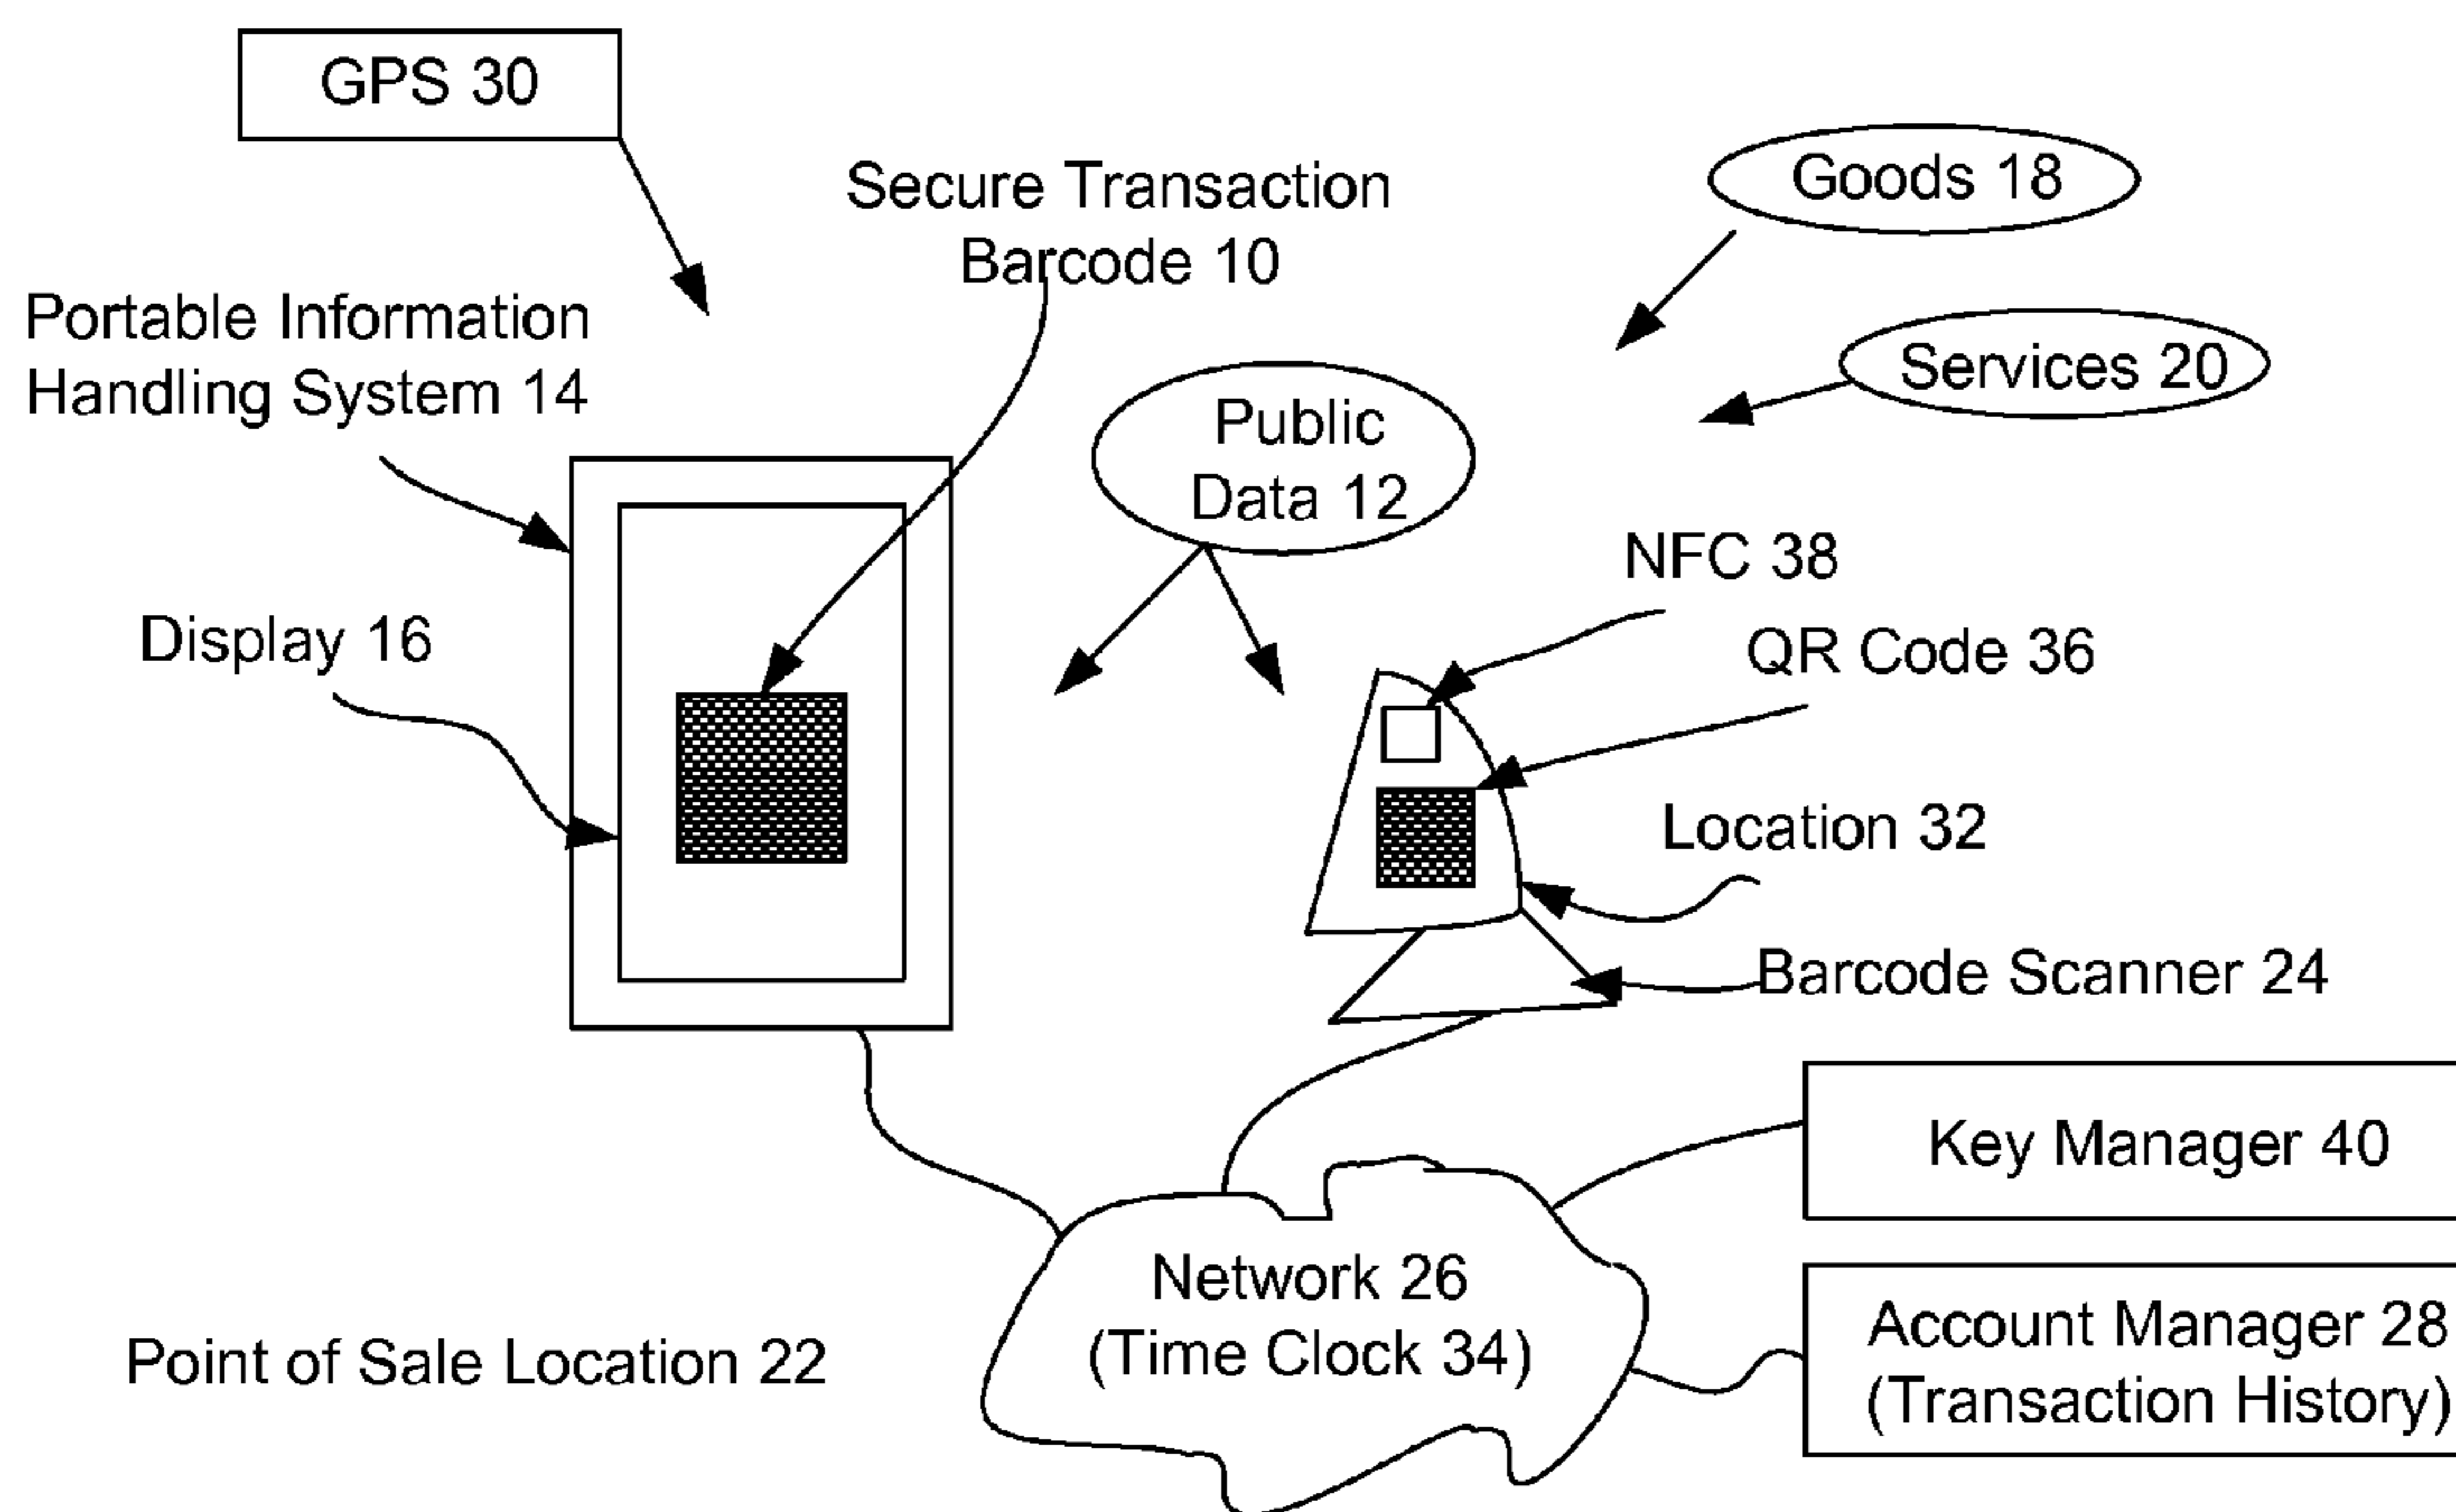 GPS 30
Secure Transaction
Barcode 10
Goods 18
Portable Information
Handling System 14
Services 20
Public
Data 12
NFC 38
Display 16
QR Code 36
Location 32
Barcode Scanner 24
Key Manager 40
Network 26
(Time Clock 34)
Point of Sale Location 22
Account Manager 28
(Transaction History)